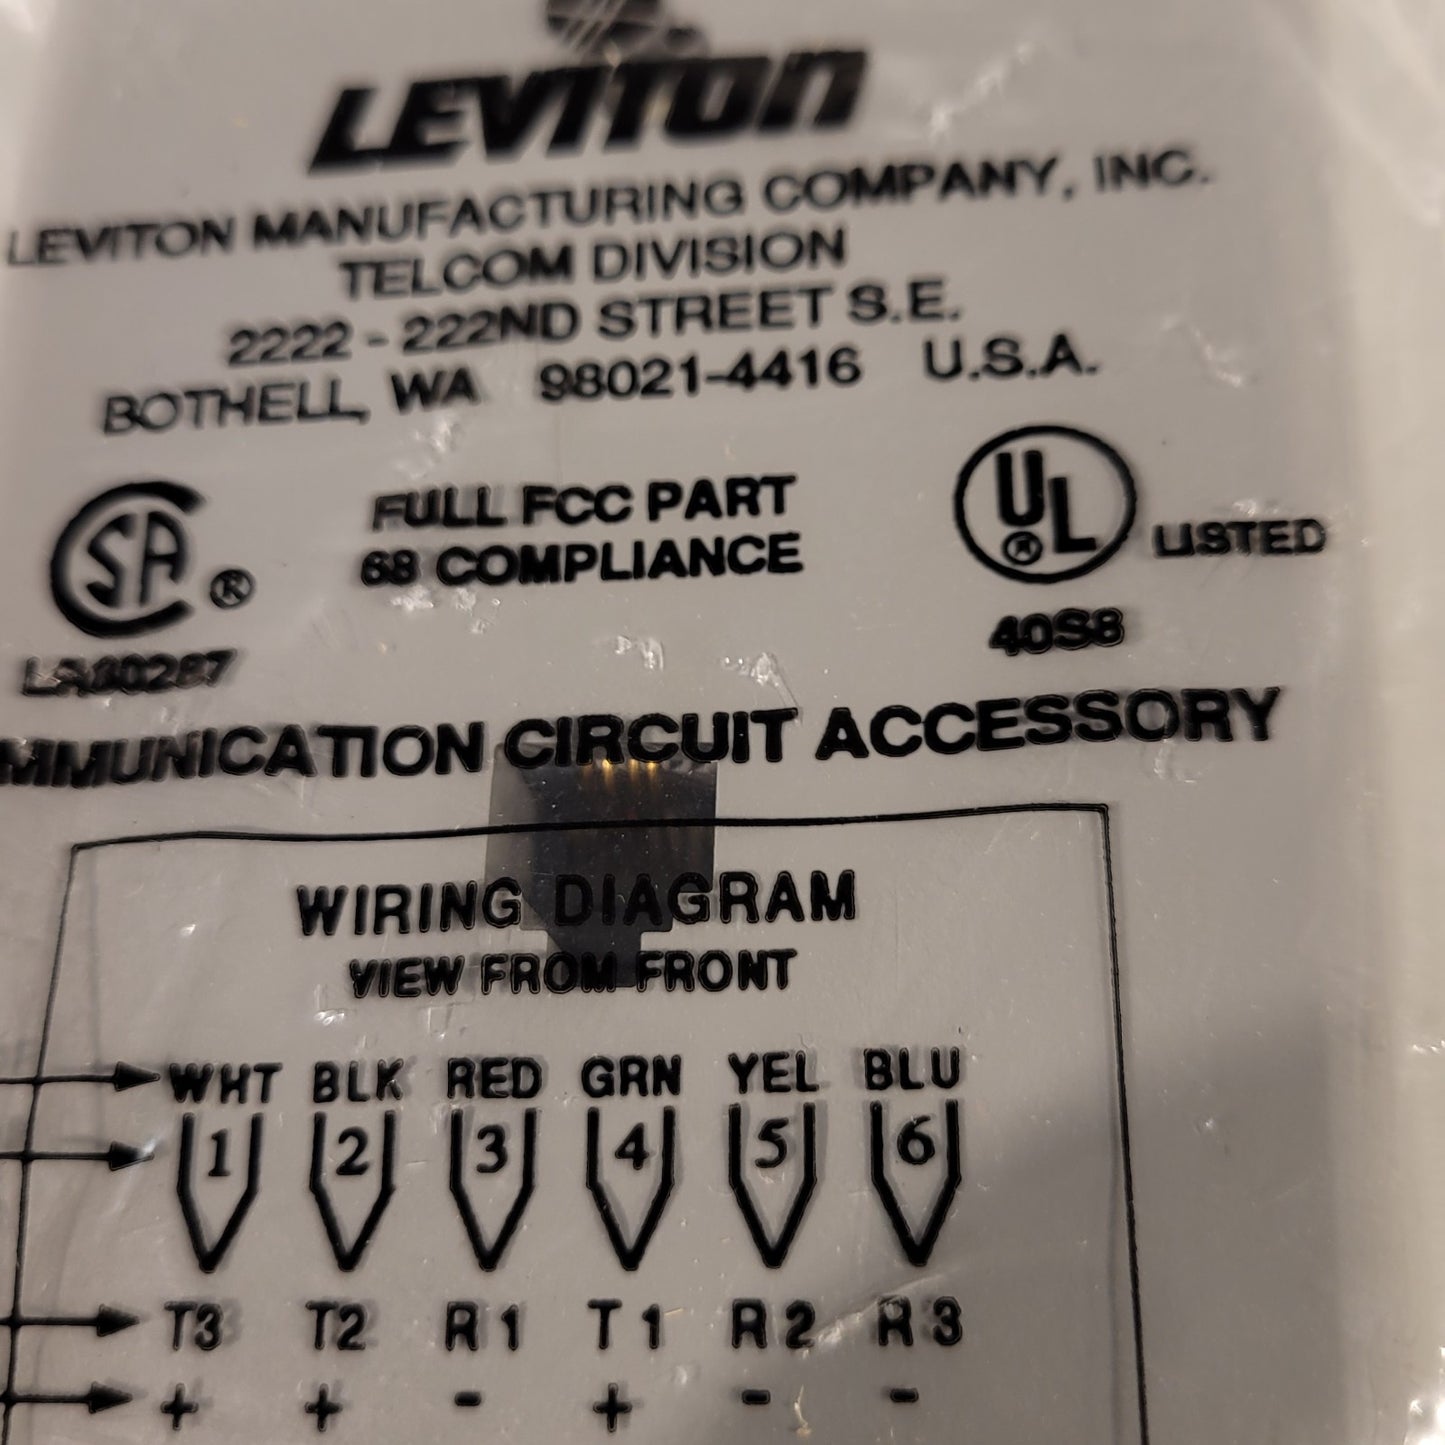 LEVITON
LEVITON MANUFACTURING COMPANY, INC.
TELCOM DIVISION
2222 - 222ND STREET S.E.
BOTHELL, WA 98021-4416 U.S.A.
SA ®
FULL FCC PART
68 COMPLIANCE
UL ® LISTED
40S8
MMUNICATION CIRCUIT ACCESSORY
WIRING DIAGRAM
VIEW FROM FRONT
WHT BLK RED GRN YEL BLU
1 2 3 4 5 6
T3 T2 R1 T1 R2 R3
+ + - + - -